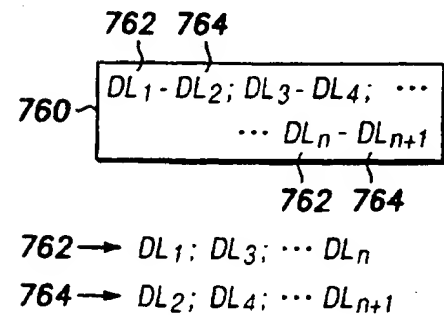 762 764
760 DL₁ - DL₂; DL₃ - DL₄; ⋯
⋯ DLₙ - DLₙ₊₁
762 764
762 → DL₁; DL₃; ⋯ DLₙ
764 → DL₂; DL₄; ⋯ DLₙ₊₁